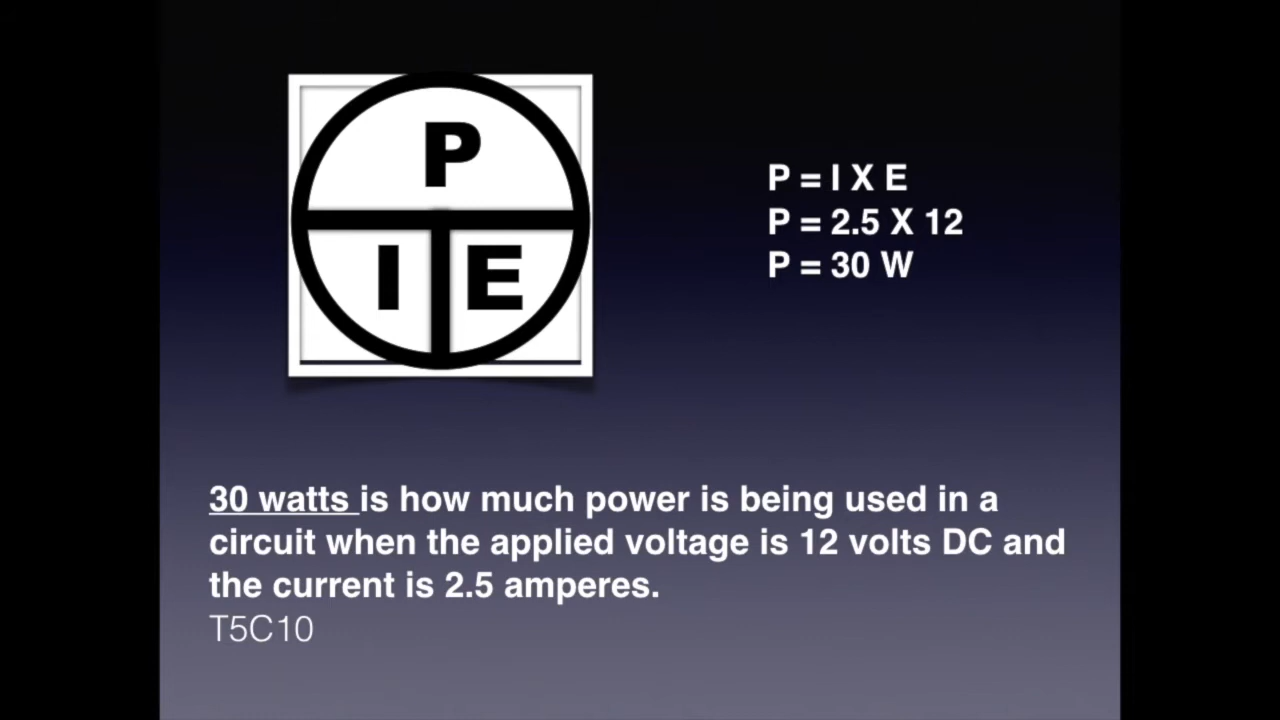 P
I E
P = I X E
P = 2.5 X 12
P = 30 W
30 watts is how much power is being used in a
circuit when the applied voltage is 12 volts DC and
the current is 2.5 amperes.
T5C10